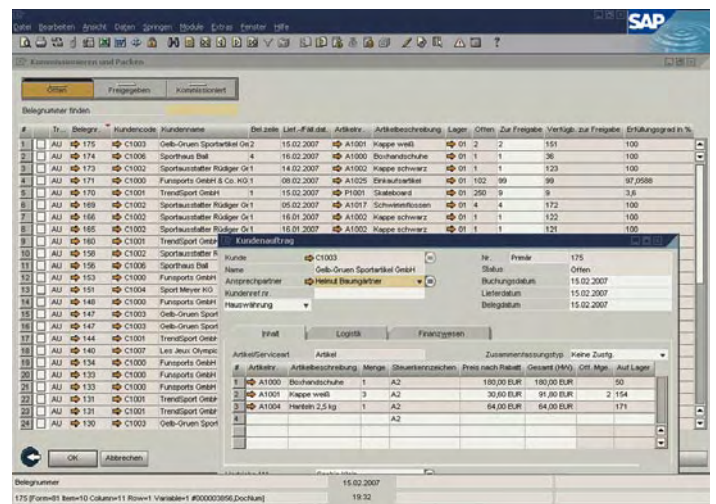 SAP
Datei Bearbeiten Ansicht Daten Springen Module Extras Fenster Hilfe
Kommissionieren und Packen
Offen Freigegeben Kommissioniert
Belegnummer finden
# Tr... Belegnr. Kundencode Kundenname Bel.zeile Lief.-/Fäll.dat. Artikelnr. Artikelbeschreibung Lager Offen Zur Freigabe Verfügb. zur Freigabe Erfüllungsgrad in %
1 AU 175 C1003 Gelb-Gruen Sportartikel Gm 2 15.02.2007 A1001 Kappe weiß 01 2 2 151 100
2 AU 174 C1006 Sporthaus Ball 4 16.02.2007 A1000 Boxhandschuhe 01 1 1 36 100
3 AU 173 C1002 Sportausstatter Rüdiger Gr 1 14.02.2007 A1002 Kappe schwarz 01 1 1 123 100
4 AU 171 C1000 Funsports GmbH & Co. KG 1 08.02.2007 A1025 Einkaufsartikel 01 102 99 99 97,0588
5 AU 170 C1001 TrendSport GmbH 1 15.02.2007 P1001 Skateboard 01 250 9 9 3,6
6 AU 169 C1002 Sportausstatter Rüdiger Gr 1 05.02.2007 A1017 Schwimmflossen 01 4 4 172 100
7 AU 166 C1002 Sportausstatter Rüdiger Gr 1 16.01.2007 A1002 Kappe schwarz 01 1 1 122 100
8 AU 165 C1002 Sportausstatter Rüdiger Gr 1 16.01.2007 A1002 Kappe schwarz 01 1 1 121 100
9 AU 160 C1001 TrendSport GmbH
10 AU 158 C1002 Sportausstatter R
11 AU 156 C1006 Sporthaus Ball
12 AU 153 C1000 Funsports GmbH
13 AU 151 C1004 Sport Meyer KG
14 AU 148 C1000 Funsports GmbH
15 AU 147 C1003 Gelb-Gruen Sport
16 AU 147 C1003 Gelb-Gruen Sport
17 AU 144 C1001 TrendSport GmbH
18 AU 140 C1007 Les Jeux Olympic
19 AU 134 C1000 Funsports GmbH
20 AU 133 C1000 Funsports GmbH
21 AU 133 C1000 Funsports GmbH
22 AU 131 C1001 TrendSport GmbH
23 AU 131 C1001 TrendSport GmbH
24 AU 130 C1003 Gelb-Gruen Sport
Kundenauftrag
Kunde C1003 Nr. Primär 175
Name Gelb-Gruen Sportartikel GmbH Status Offen
Ansprechpartner Helmut Baumgärtner Buchungsdatum 15.02.2007
Kundenref.nr. Lieferdatum 15.02.2007
Hauswährung Belegdatum 15.02.2007
Inhalt Logistik Finanzwesen
Artikel/Serviceart Artikel Zusammenfassungstyp Keine Zusfg.
# Artikelnr. Artikelbeschreibung Menge Steuerkennzeichen Preis nach Rabatt Gesamt (HW) Off. Mge. Auf Lager
1 A1000 Boxhandschuhe 1 A2 180,00 EUR 180,00 EUR 50
2 A1001 Kappe weiß 3 A2 30,60 EUR 91,80 EUR 2 154
3 A1004 Hanteln 2,5 kg 1 A2 64,00 EUR 64,00 EUR 171
4 A2
OK Abbrechen
Belegnummer 15.02.2007
175 [Form=81 Item=10 Column=11 Row=1 Variable=1 #000003856,DocNum] 19:32